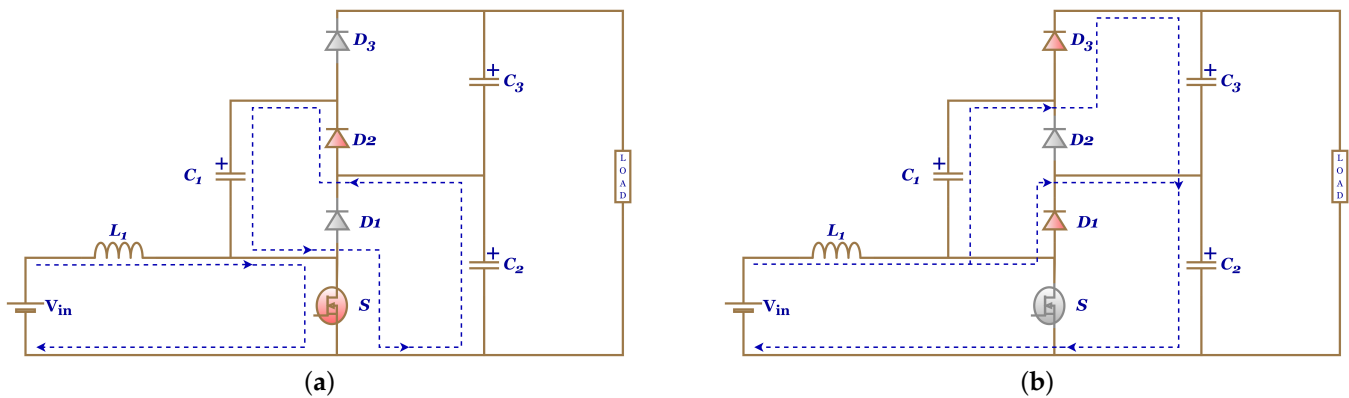 D3
+
C3
D2
+
C1
LOAD
D1
L1
+
C2
Vin
S
(a)
D3
+
C3
D2
+
C1
LOAD
D1
L1
+
C2
Vin
S
(b)